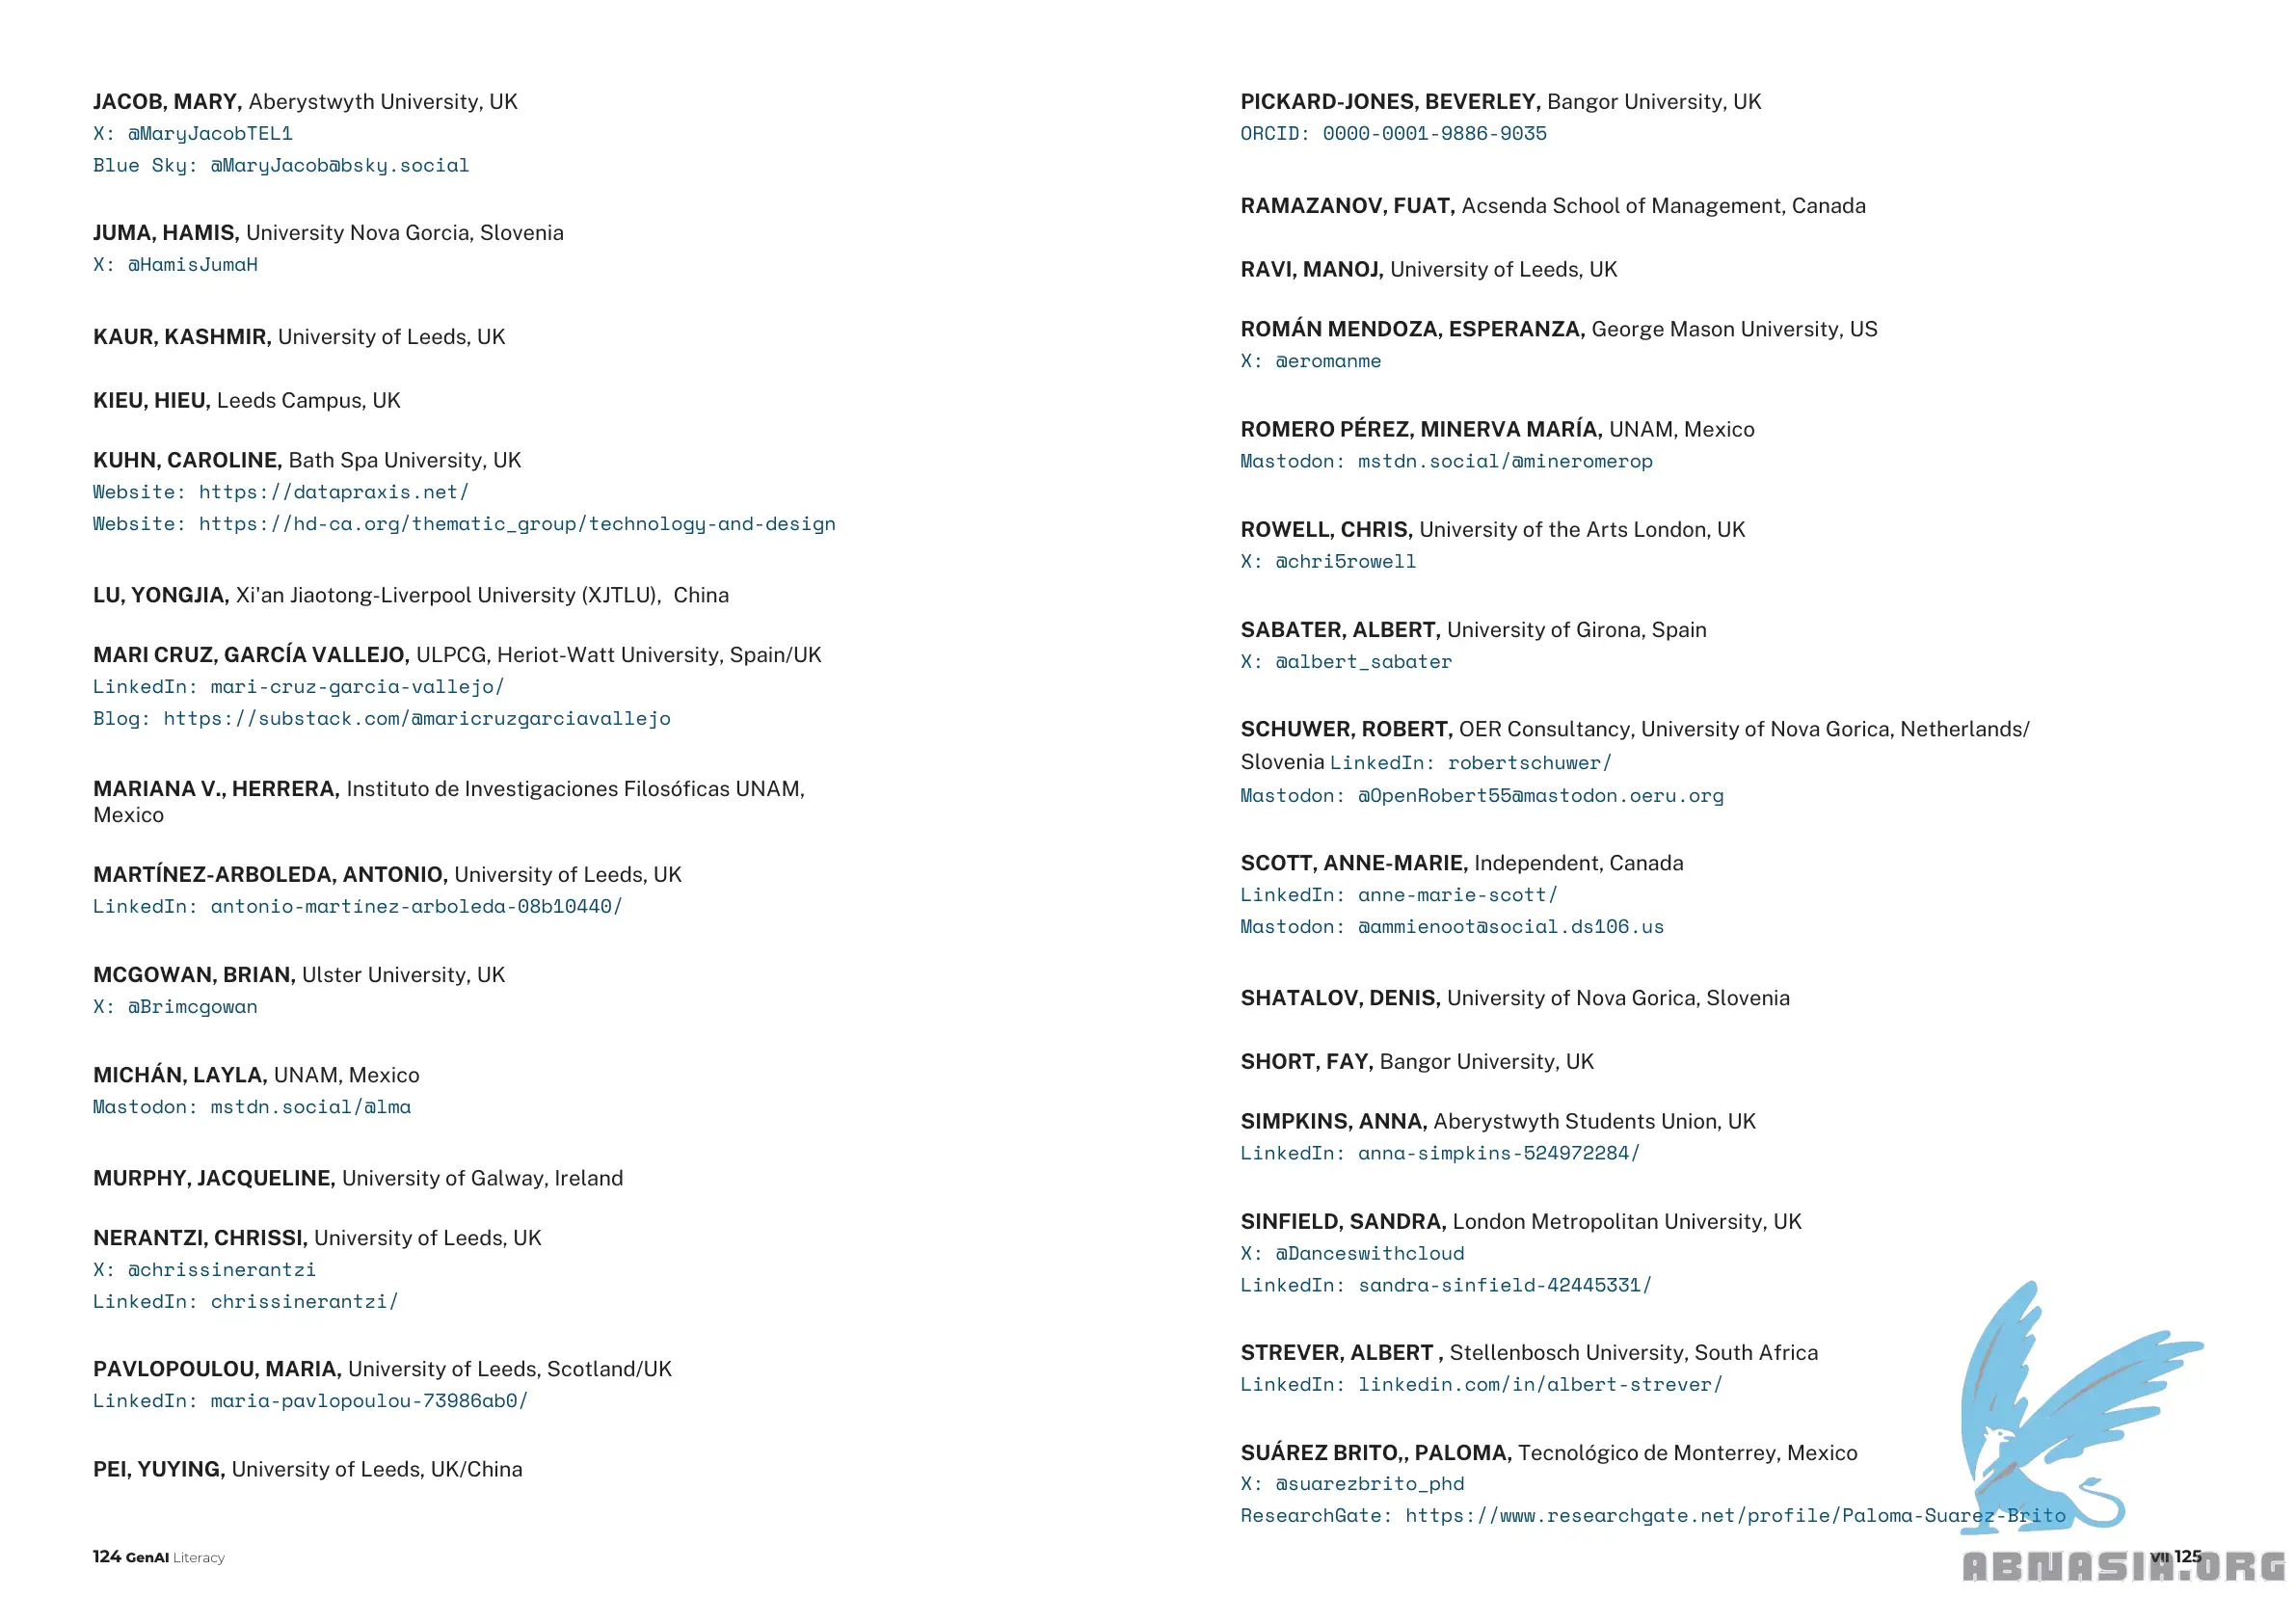 JACOB, MARY, Aberystwyth University, UK
X: @MaryJacobTEL1
Blue Sky: @MaryJacob@bsky.social
JUMA, HAMIS, University Nova Gorcia, Slovenia
X: @HamisJumaH
KAUR, KASHMIR, University of Leeds, UK
KIEU, HIEU, Leeds Campus, UK
KUHN, CAROLINE, Bath Spa University, UK
Website: https://datapraxis.net/
Website: https://hd-ca.org/thematic_group/technology-and-design
LU, YONGJIA, Xi'an Jiaotong-Liverpool University (XJTLU), China
MARI CRUZ, GARCÍA VALLEJO, ULPCG, Heriot-Watt University, Spain/UK
LinkedIn: mari-cruz-garcia-vallejo/
Blog: https://substack.com/@maricruzgarciavallejo
MARIANA V., HERRERA, Instituto de Investigaciones Filosóficas UNAM,
Mexico
MARTÍNEZ-ARBOLEDA, ANTONIO, University of Leeds, UK
LinkedIn: antonio-martínez-arboleda-08b10440/
MCGOWAN, BRIAN, Ulster University, UK
X: @Brimcgowan
MICHÁN, LAYLA, UNAM, Mexico
Mastodon: mstdn.social/@lma
MURPHY, JACQUELINE, University of Galway, Ireland
NERANTZI, CHRISSI, University of Leeds, UK
X: @chrissinerantzi
LinkedIn: chrissinerantzi/
PAVLOPOULOU, MARIA, University of Leeds, Scotland/UK
LinkedIn: maria-pavlopoulou-73986ab0/
PEI, YUYING, University of Leeds, UK/China
124 GenAI Literacy
PICKARD-JONES, BEVERLEY, Bangor University, UK
ORCID: 0000-0001-9886-9035
RAMAZANOV, FUAT, Acsenda School of Management, Canada
RAVI, MANOJ, University of Leeds, UK
ROMÁN MENDOZA, ESPERANZA, George Mason University, US
X: @eromanme
ROMERO PÉREZ, MINERVA MARÍA, UNAM, Mexico
Mastodon: mstdn.social/@mineromerop
ROWELL, CHRIS, University of the Arts London, UK
X: @chri5rowell
SABATER, ALBERT, University of Girona, Spain
X: @albert_sabater
SCHUWER, ROBERT, OER Consultancy, University of Nova Gorica, Netherlands/
Slovenia LinkedIn: robertschuwer/
Mastodon: @OpenRobert55@mastodon.oeru.org
SCOTT, ANNE-MARIE, Independent, Canada
LinkedIn: anne-marie-scott/
Mastodon: @ammienoot@social.ds106.us
SHATALOV, DENIS, University of Nova Gorica, Slovenia
SHORT, FAY, Bangor University, UK
SIMPKINS, ANNA, Aberystwyth Students Union, UK
LinkedIn: anna-simpkins-524972284/
SINFIELD, SANDRA, London Metropolitan University, UK
X: @Danceswithcloud
LinkedIn: sandra-sinfield-42445331/
STREVER, ALBERT , Stellenbosch University, South Africa
LinkedIn: linkedin.com/in/albert-strever/
SUÁREZ BRITO,, PALOMA, Tecnológico de Monterrey, Mexico
X: @suarezbrito_phd
ResearchGate: https://www.researchgate.net/profile/Paloma-Suarez-Brito
VII 125
ABNASIA.ORG